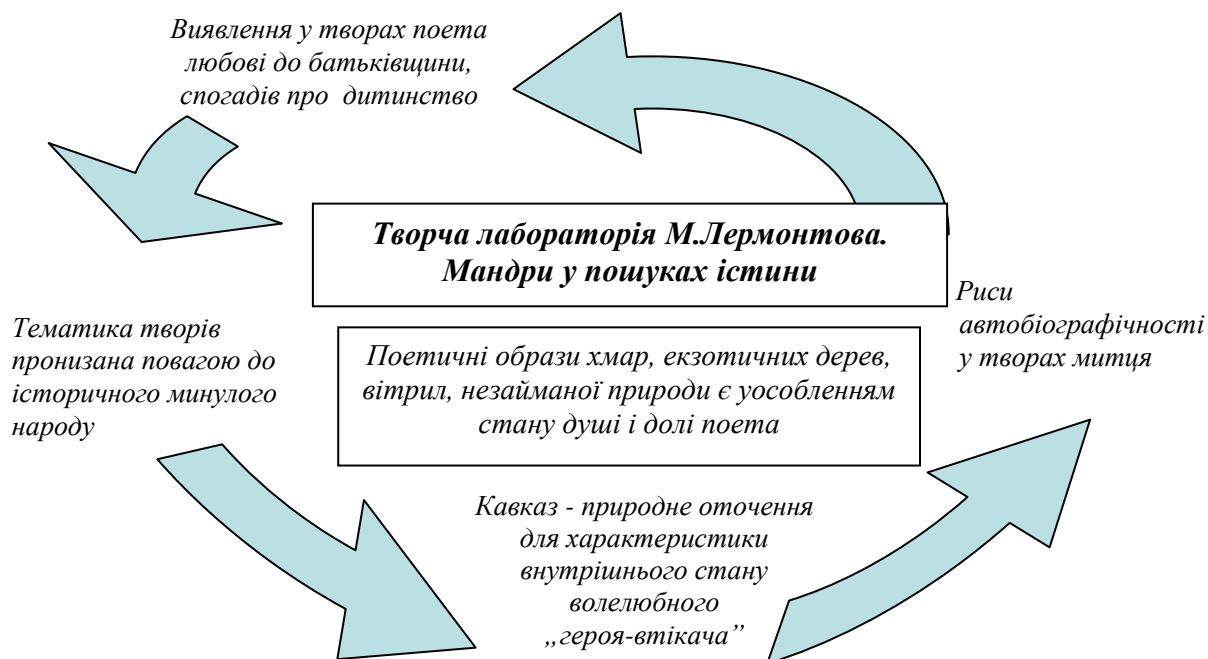 Виявлення у творах поета
любові до батьківщини,
спогадів про дитинство
Творча лабораторія М.Лермонтова.
Мандри у пошуках істини
Риси
автобіографічності
у творах митця
Тематика творів
пронизана повагою до
історичного минулого
народу
Поетичні образи хмар, екзотичних дерев,
вітрил, незайманої природи є уособленням
стану душі і долі поета
Кавказ - природне оточення
для характеристики
внутрішнього стану
волелюбного
„героя-втікача”